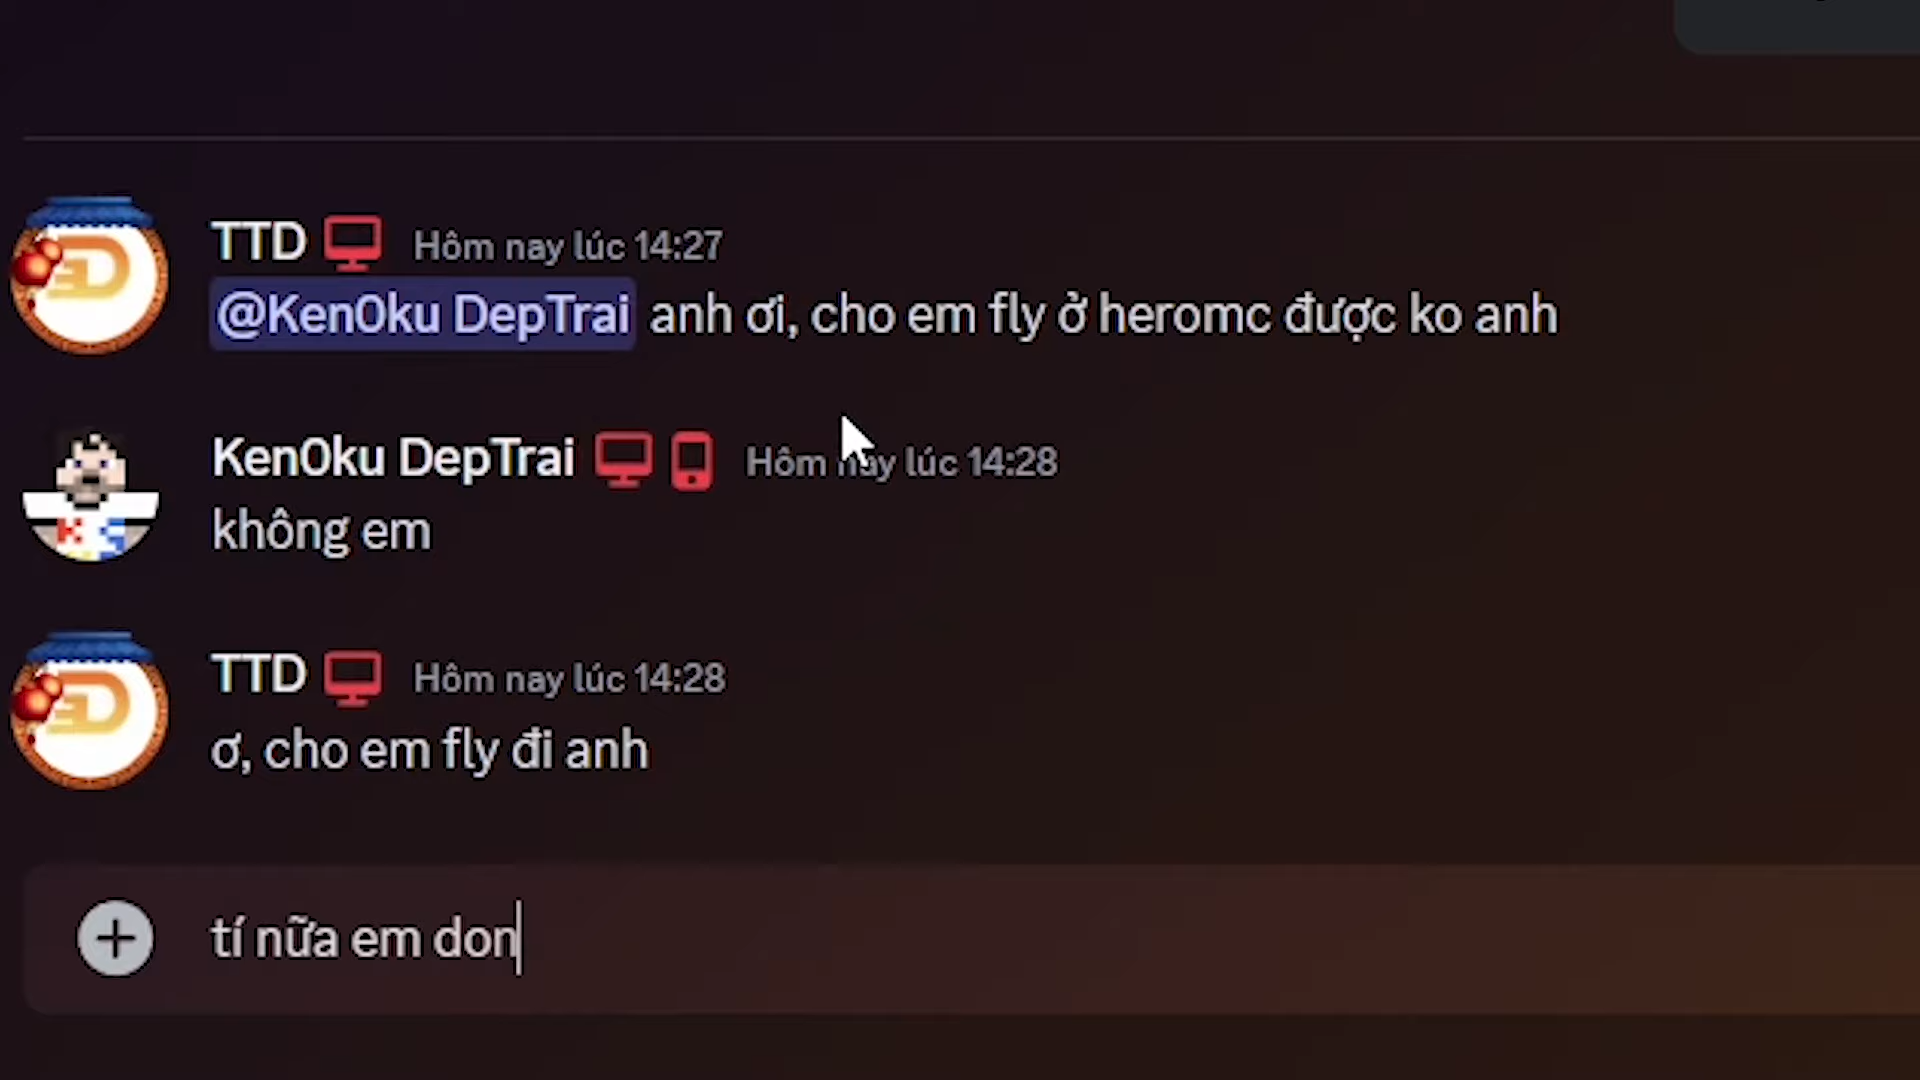 TTD Hôm nay lúc 14:27
@Ken0ku DepTrai anh ơi, cho em fly ở heromc được ko anh
Ken0ku DepTrai Hôm nay lúc 14:28
không em
TTD Hôm nay lúc 14:28
ơ, cho em fly đi anh
tí nữa em don